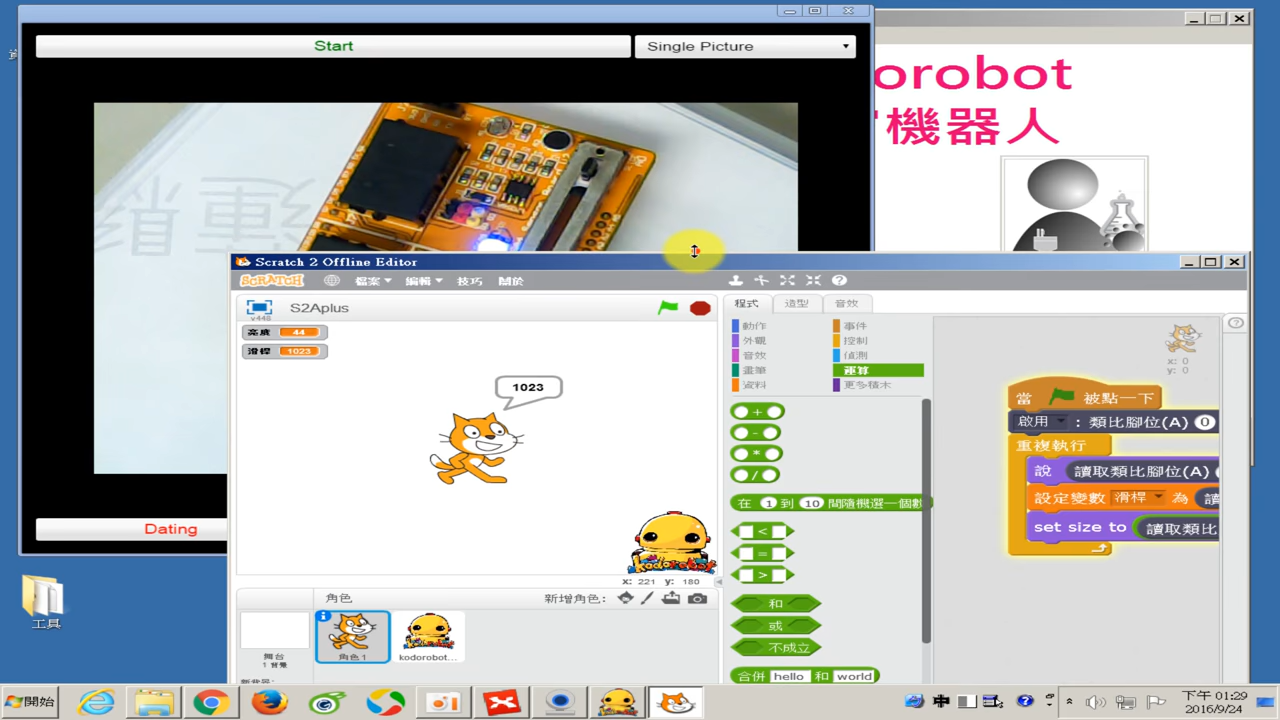 Start
Single Picture
orobot
機器人
Dating
工具
Scratch 2 Offline Editor
SCRATCH
檔案
編輯
技巧
關於
v448
S2Aplus
亮度 44
滑桿 1023
1023
kodorobot
x: 221 y: 180
角色
新增角色:
舞台
1 背景
新背景
角色1
kodorobot...
程式
造型
音效
動作
外觀
音效
畫筆
資料
事件
控制
偵測
運算
更多積木
+
-
*
/
在 1 到 10 間隨機選一個數
<
=
>
和
或
不成立
合併 hello 和 world
x: 0
y: 0
當 被點一下
啟用 : 類比腳位(A) 0
重複執行
說 讀取類比腳位(A)
設定變數 滑桿 為 讀
set size to 讀取類比
開始
下午 01:29
2016/9/24